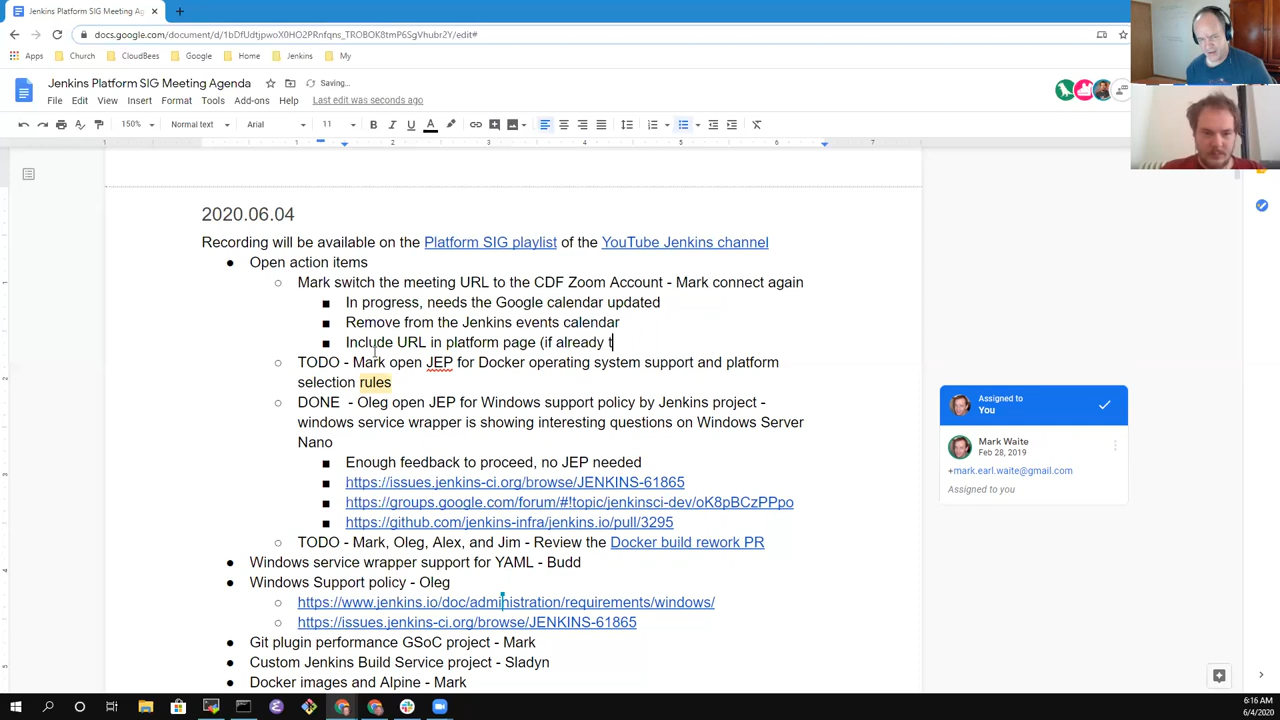 Jenkins Platform SIG Meeting Ag
docs.google.com/document/d/1bDfUdtjpwoX0HO2PRnfqns_TROBOK8tmP6SgVhubr2Y/edit#
Apps Church CloudBees Google Home Jenkins My
Jenkins Platform SIG Meeting Agenda Saving...
File Edit View Insert Format Tools Add-ons Help Last edit was seconds ago
150% Normal text Arial 11 B I U A
1 1 2 3 4 5 6 7
2020.06.04
Recording will be available on the Platform SIG playlist of the YouTube Jenkins channel
● Open action items
○ Mark switch the meeting URL to the CDF Zoom Account - Mark connect again
■ In progress, needs the Google calendar updated
■ Remove from the Jenkins events calendar
■ Include URL in platform page (if already t
○ TODO - Mark open JEP for Docker operating system support and platform
selection rules
○ DONE - Oleg open JEP for Windows support policy by Jenkins project -
windows service wrapper is showing interesting questions on Windows Server
Nano
■ Enough feedback to proceed, no JEP needed
■ https://issues.jenkins-ci.org/browse/JENKINS-61865
■ https://groups.google.com/forum/#!topic/jenkinsci-dev/oK8pBCzPPpo
■ https://github.com/jenkins-infra/jenkins.io/pull/3295
○ TODO - Mark, Oleg, Alex, and Jim - Review the Docker build rework PR
● Windows service wrapper support for YAML - Budd
● Windows Support policy - Oleg
○ https://www.jenkins.io/doc/administration/requirements/windows/
○ https://issues.jenkins-ci.org/browse/JENKINS-61865
● Git plugin performance GSoC project - Mark
● Custom Jenkins Build Service project - Sladyn
● Docker images and Alpine - Mark
Assigned to
You
Mark Waite
Feb 28, 2019
+mark.earl.waite@gmail.com
Assigned to you
6:16 AM
6/4/2020